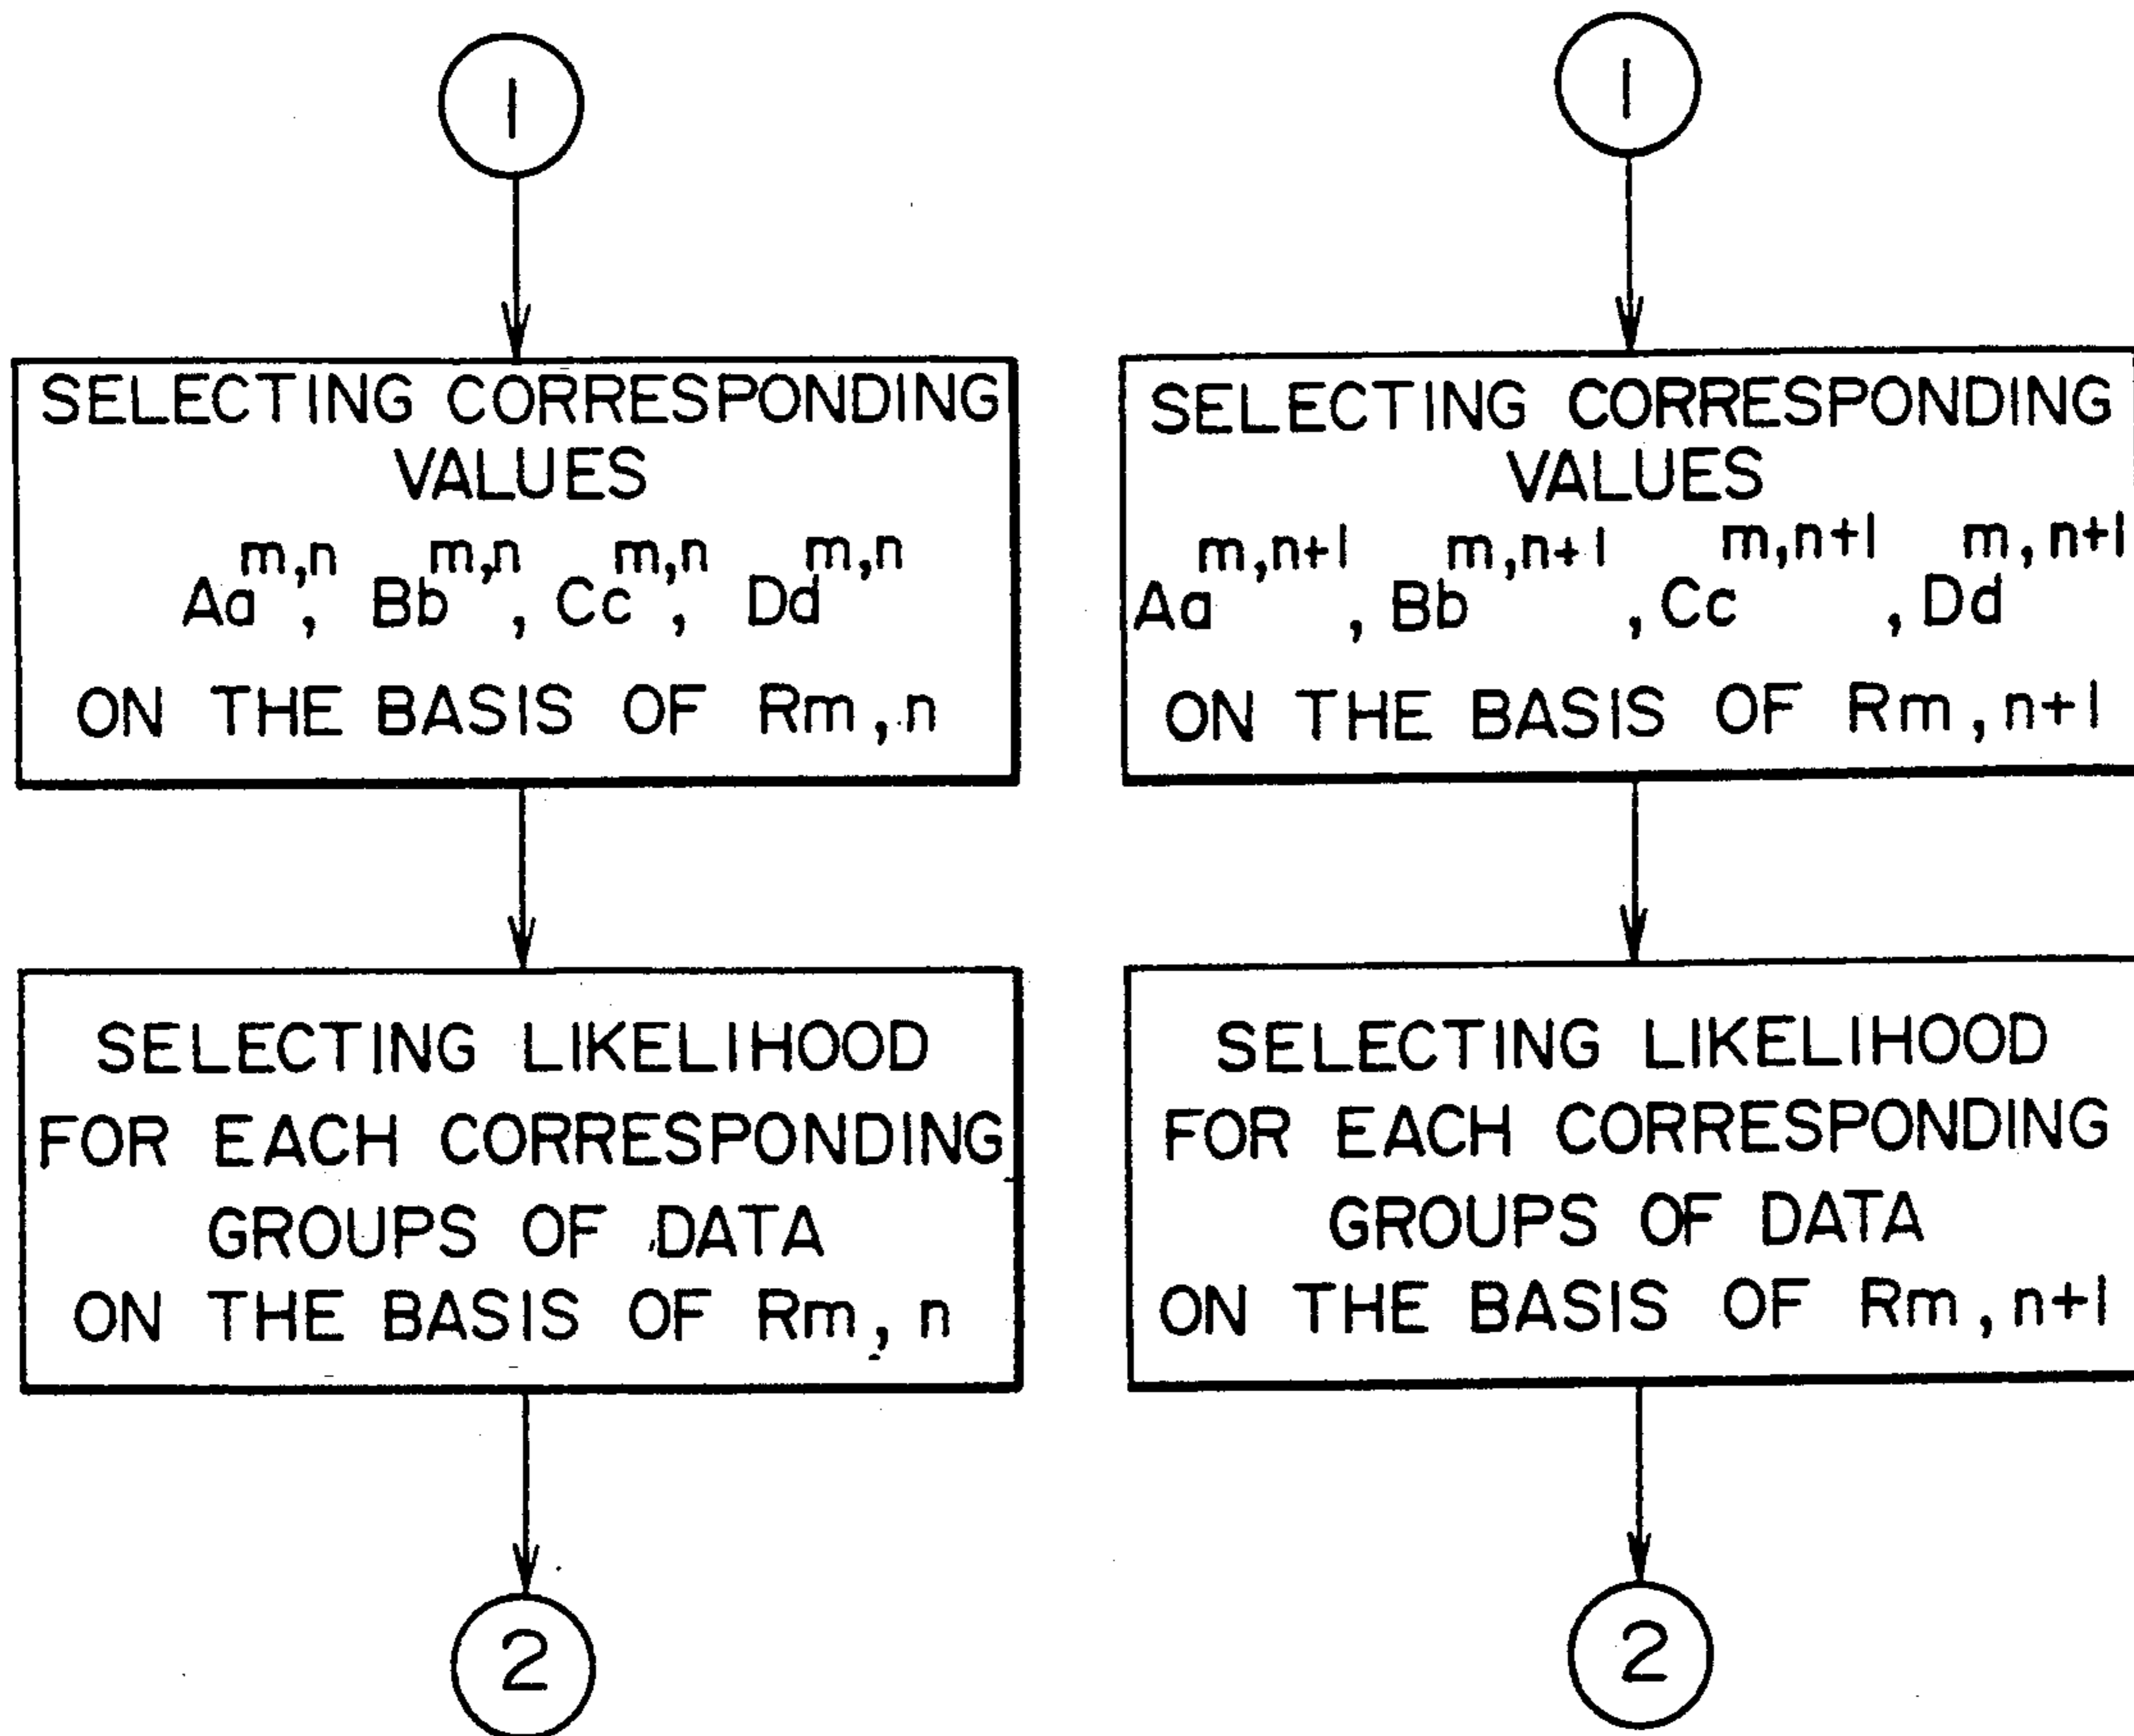 1
SELECTING CORRESPONDING
VALUES
Aa^m,n, Bb^m,n, Cc^m,n, Dd^m,n
ON THE BASIS OF Rm,n
SELECTING LIKELIHOOD
FOR EACH CORRESPONDING
GROUPS OF DATA
ON THE BASIS OF Rm,n
2
1
SELECTING CORRESPONDING
VALUES
Aa^m,n+1, Bb^m,n+1, Cc^m,n+1, Dd^m,n+1
ON THE BASIS OF Rm,n+1
SELECTING LIKELIHOOD
FOR EACH CORRESPONDING
GROUPS OF DATA
ON THE BASIS OF Rm,n+1
2